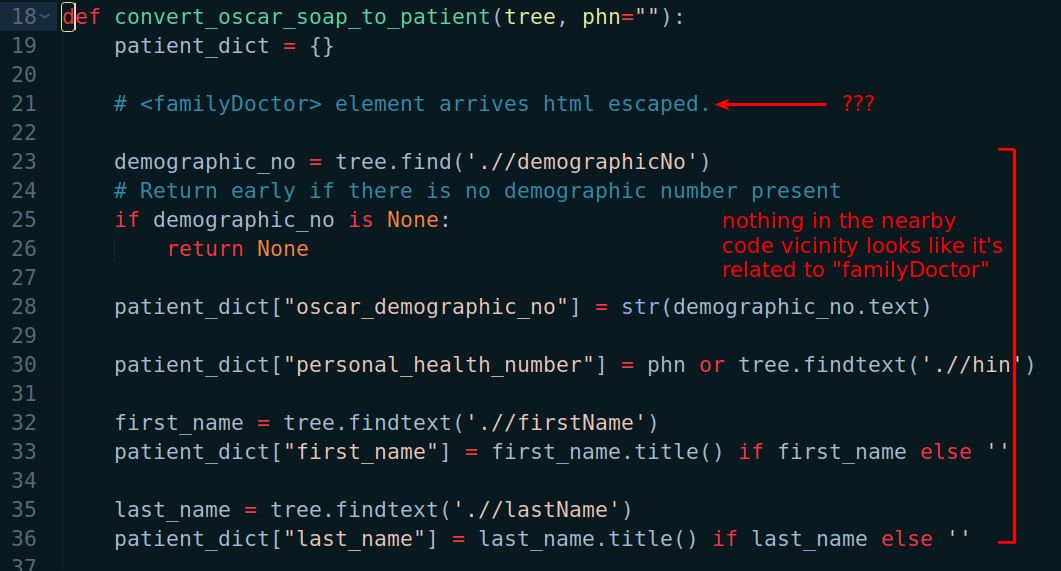 18 def convert_oscar_soap_to_patient(tree, phn=""):
19 patient_dict = {}
20
21 # <familyDoctor> element arrives html escaped. ???
22
23 demographic_no = tree.find('.//demographicNo')
24 # Return early if there is no demographic number present
25 if demographic_no is None:
nothing in the nearby
code vicinity looks like it's
related to "familyDoctor"
26 return None
27
28 patient_dict["oscar_demographic_no"] = str(demographic_no.text)
29
30 patient_dict["personal_health_number"] = phn or tree.findtext('.//hin')
31
32 first_name = tree.findtext('.//firstName')
33 patient_dict["first_name"] = first_name.title() if first_name else ''
34
35 last_name = tree.findtext('.//lastName')
36 patient_dict["last_name"] = last_name.title() if last_name else ''
37